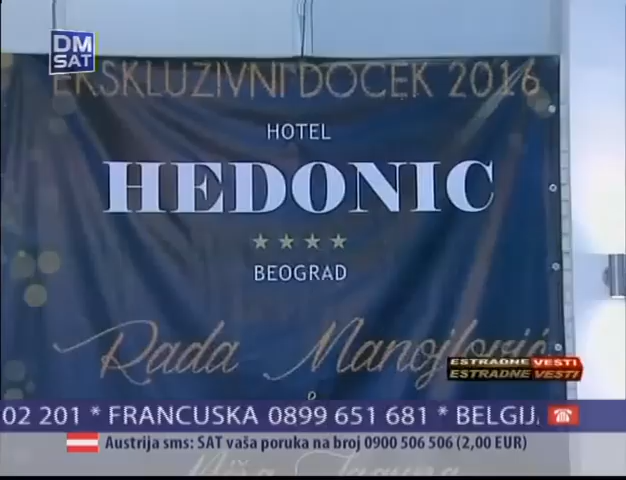 DM
SAT
EKSKLUZIVNI DOČEK 2016
HOTEL
HEDONIC
★★★★
BEOGRAD
Rada Manojlović
ESTRADNE VESTI
ESTRADNE VESTI
02 201 * FRANCUSKA 0899 651 681 * BELGIJ
Austrija sms: SAT vaša poruka na broj 0900 506 506 (2,00 EUR)